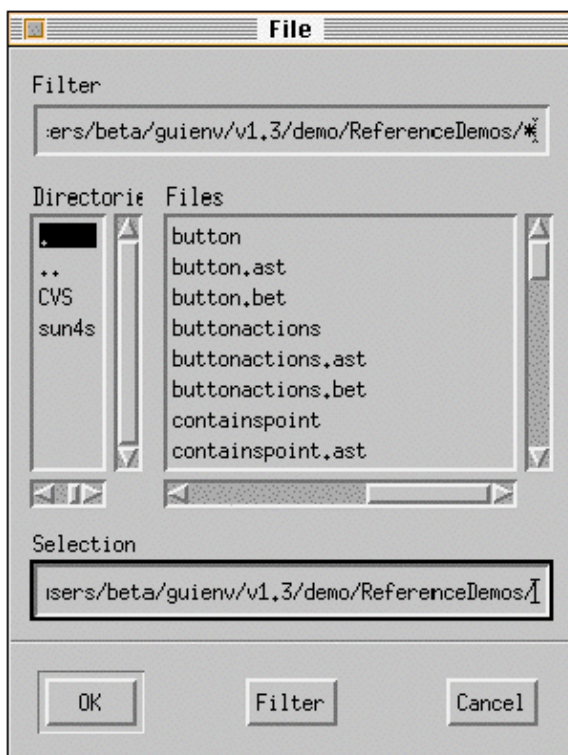 File
Filter
ers/beta/guienv/v1.3/demo/ReferenceDemos/*
Directorie
Files
.
..
CVS
sun4s
button
button.ast
button.bet
buttonactions
buttonactions.ast
buttonactions.bet
containspoint
containspoint.ast
Selection
sers/beta/guienv/v1.3/demo/ReferenceDemos/
OK
Filter
Cancel